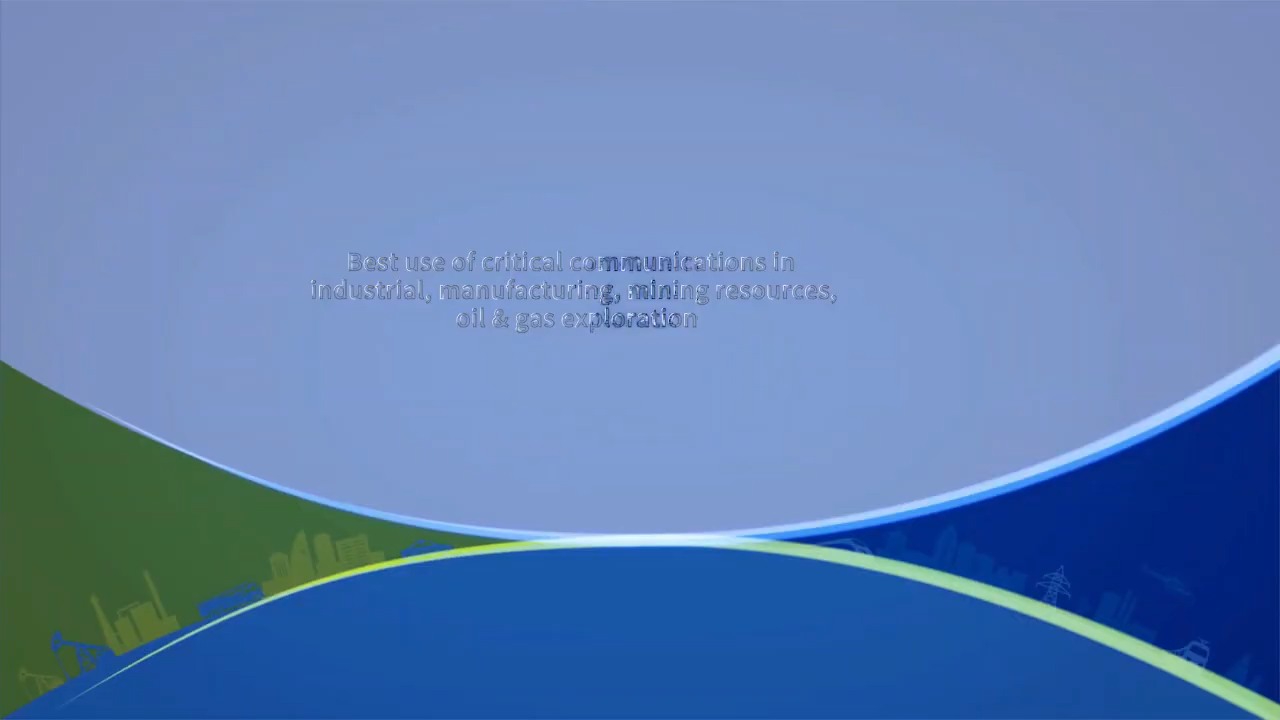 Best use of critical communications in
industrial, manufacturing, mining resources,
oil & gas exploration